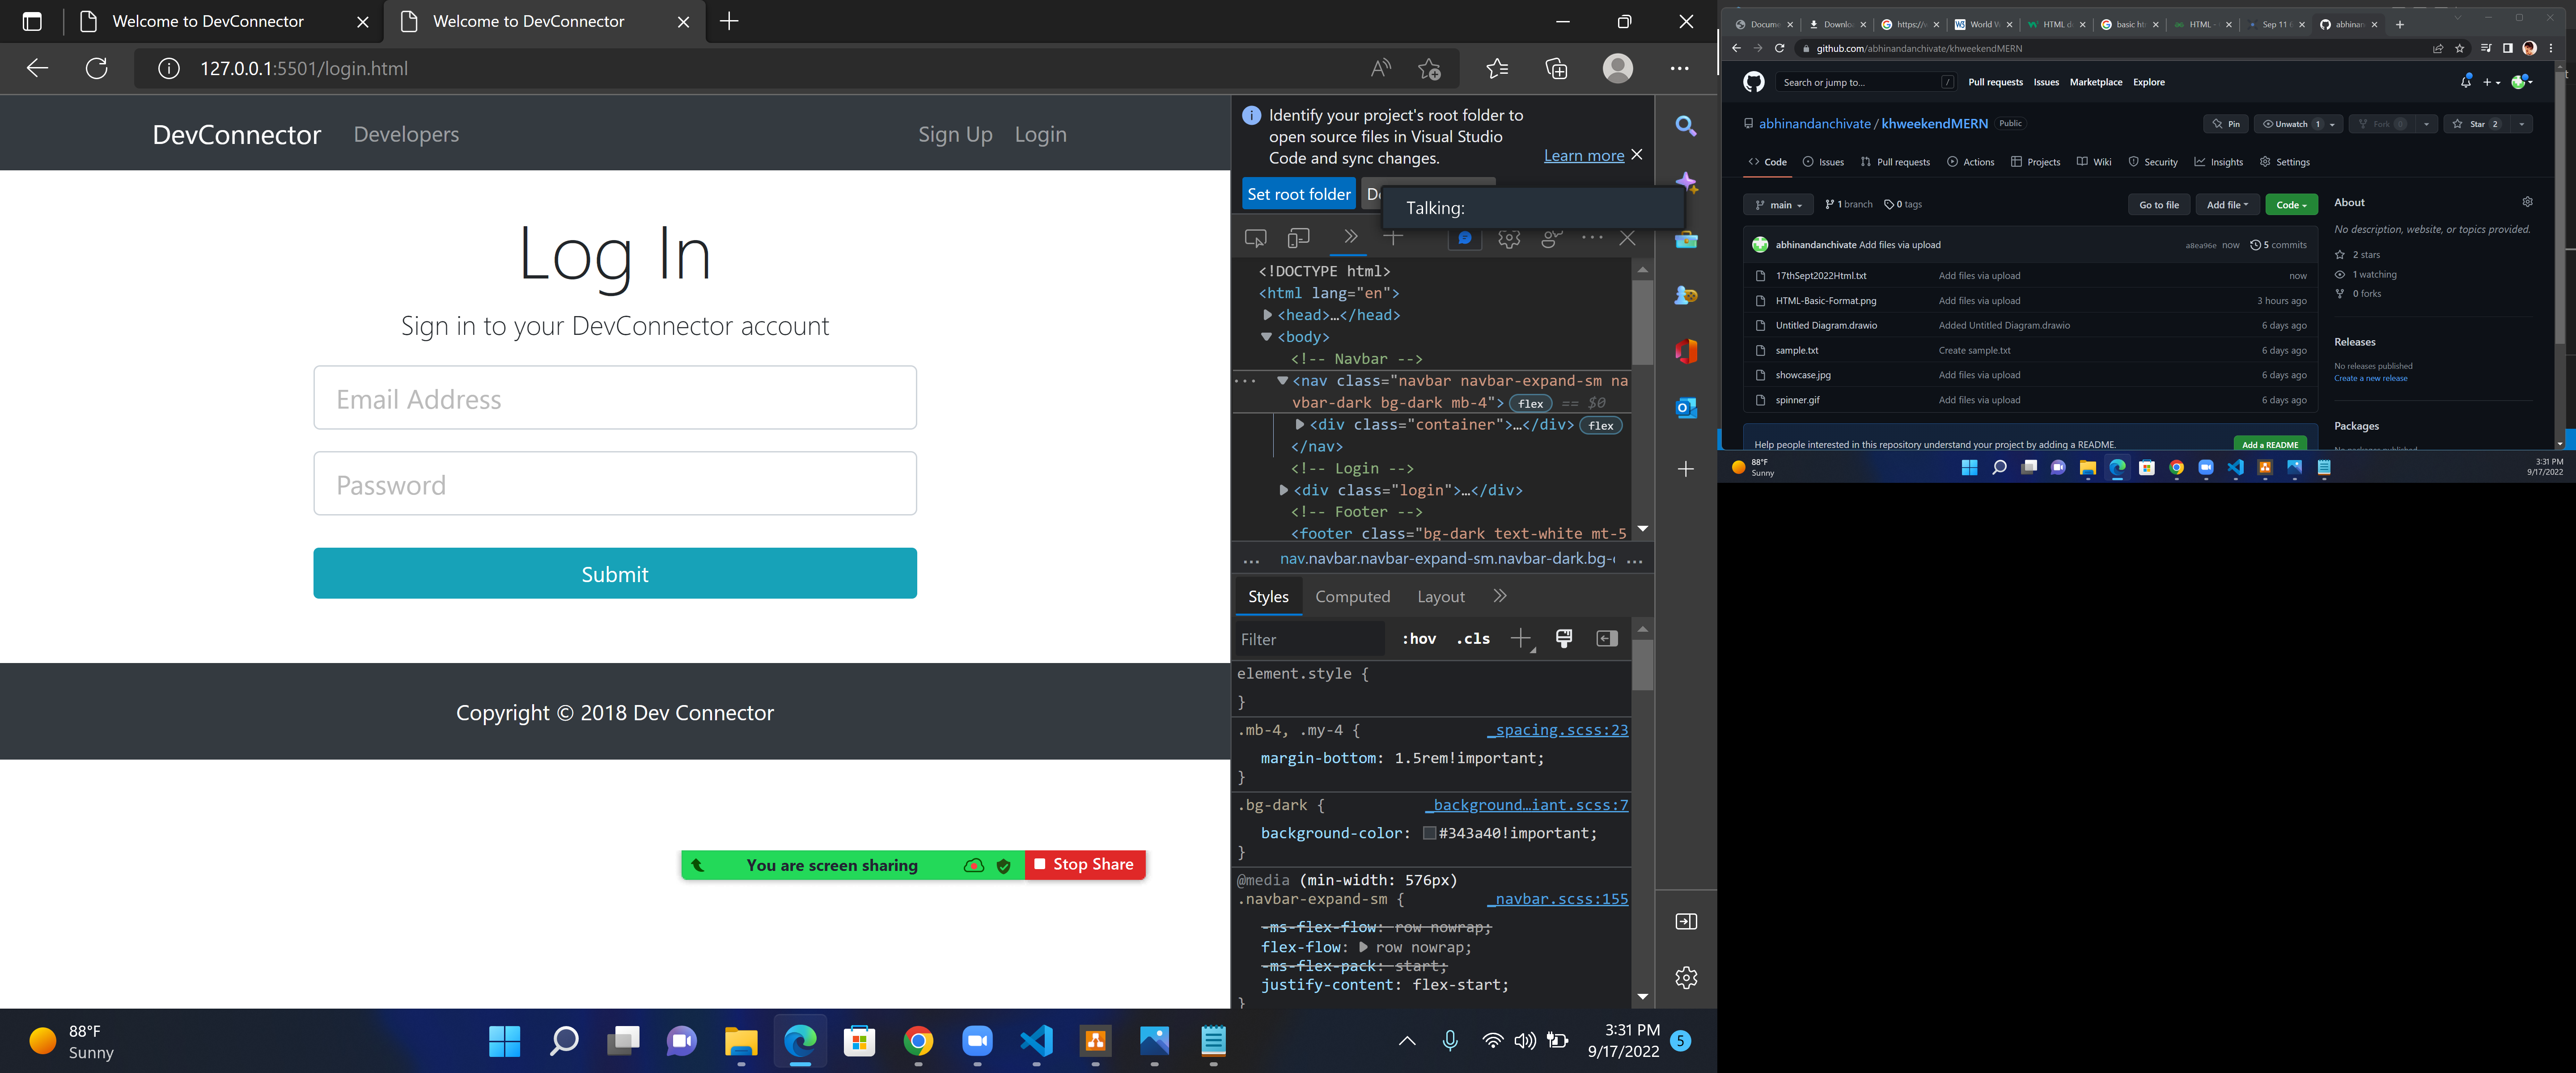 Welcome to DevConnector
Welcome to DevConnector
127.0.0.1:5501/login.html
DevConnector
Developers
Sign Up
Login
Log In
Sign in to your DevConnector account
Email Address
Password
Submit
Copyright © 2018 Dev Connector
You are screen sharing
Stop Share
Identify your project's root folder to
open source files in Visual Studio
Code and sync changes.
Learn more
Set root folder
Talking:
<!DOCTYPE html>
<html lang="en">
<head>…</head>
<body>
<!-- Navbar -->
<nav class="navbar navbar-expand-sm na
vbar-dark bg-dark mb-4"> flex == $0
<div class="container">…</div> flex
</nav>
<!-- Login -->
<div class="login">…</div>
<!-- Footer -->
<footer class="bg-dark text-white mt-5
... nav.navbar.navbar-expand-sm.navbar-dark.bg- ...
Styles Computed Layout
Filter :hov .cls
element.style {
}
.mb-4, .my-4 { _spacing.scss:23
margin-bottom: 1.5rem!important;
}
.bg-dark { _background…iant.scss:7
background-color: #343a40!important;
}
@media (min-width: 576px)
.navbar-expand-sm { _navbar.scss:155
-ms-flex-flow: row nowrap;
flex-flow: row nowrap;
-ms-flex-pack: start;
justify-content: flex-start;
}
88°F
Sunny
3:31 PM
9/17/2022
5
Docume Downlo https:// World W HTML d basic ht HTML - Sep 11 abhinan
github.com/abhinandanchivate/khweekendMERN
Search or jump to... / Pull requests Issues Marketplace Explore
abhinandanchivate / khweekendMERN Public
Pin Unwatch 1 Fork 0 Star 2
Code Issues Pull requests Actions Projects Wiki Security Insights Settings
main 1 branch 0 tags Go to file Add file Code
abhinandanchivate Add files via upload a8ea96e now 5 commits
17thSept2022Html.txt Add files via upload now
HTML-Basic-Format.png Add files via upload 3 hours ago
Untitled Diagram.drawio Added Untitled Diagram.drawio 6 days ago
sample.txt Create sample.txt 6 days ago
showcase.jpg Add files via upload 6 days ago
spinner.gif Add files via upload 6 days ago
Help people interested in this repository understand your project by adding a README. Add a README
About
No description, website, or topics provided.
2 stars
1 watching
0 forks
Releases
No releases published
Create a new release
Packages
88°F
Sunny
3:31 PM
9/17/2022